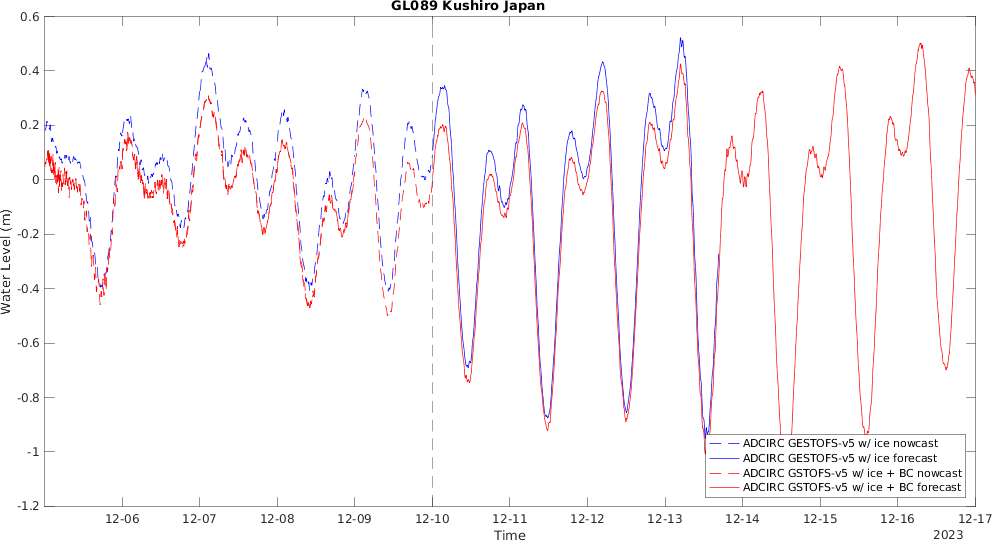 GL089 Kushiro Japan
0.6
0.4
0.2
0
-0.2
-0.4
-0.6
-0.8
-1
-1.2
Water Level (m)
ADCIRC GESTOFS-v5 w/ ice nowcast
ADCIRC GESTOFS-v5 w/ ice forecast
ADCIRC GSTOFS-v5 w/ ice + BC nowcast
ADCIRC GSTOFS-v5 w/ ice + BC forecast
12-06 12-07 12-08 12-09 12-10 12-11 12-12 12-13 12-14 12-15 12-16 12-17
Time
2023